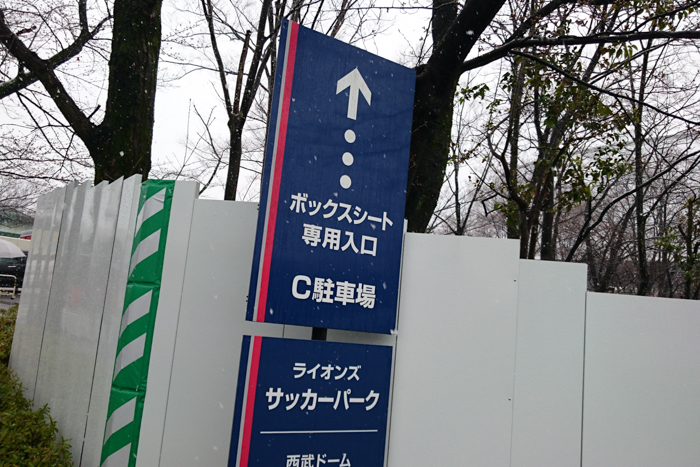 ボックスシート
専用入口
C駐車場
ライオンズ
サッカーパーク
西武ドーム